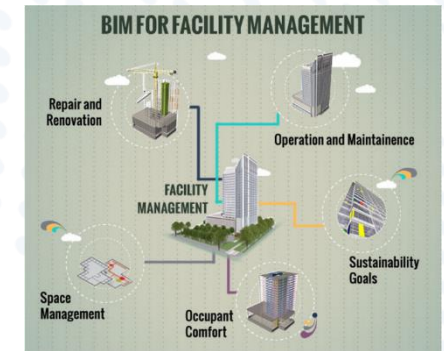 BIM FOR FACILITY MANAGEMENT
Repair and
Renovation
Operation and Maintainence
FACILITY
MANAGEMENT
Sustainability
Goals
Space
Management
Occupant
Comfort